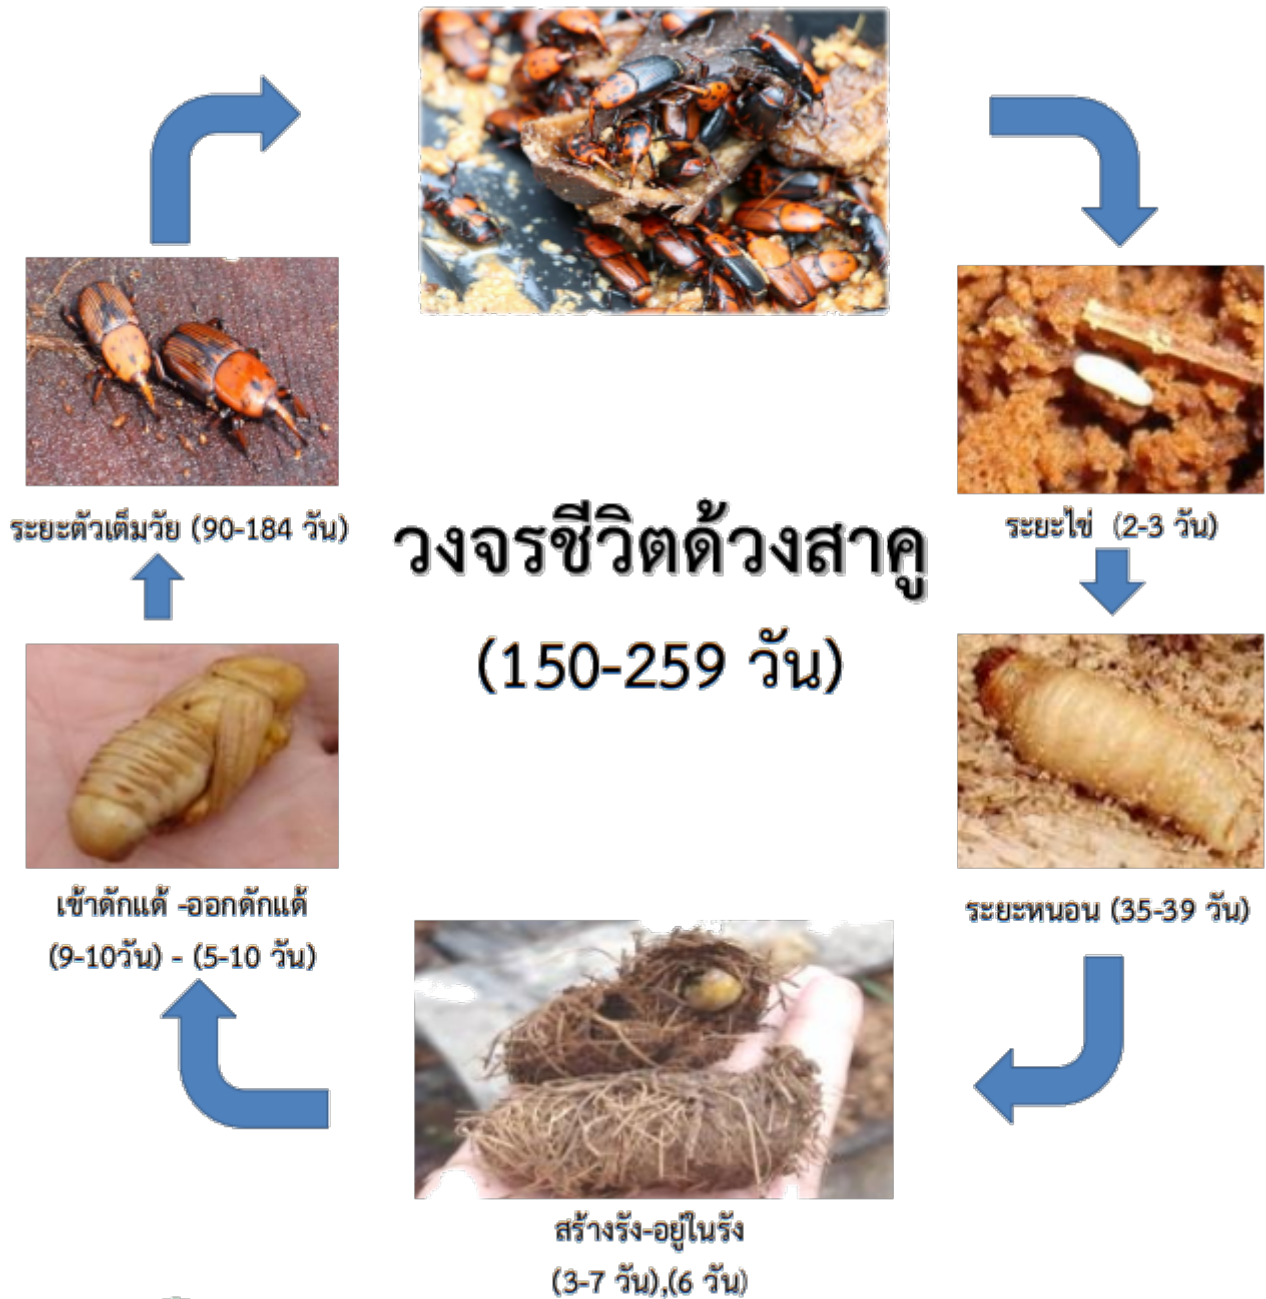 วงจรชีวิตด้วงสาคู
(150-259 วัน)
ระยะไข่ (2-3 วัน)
ระยะหนอน (35-39 วัน)
สร้างรัง-อยู่ในรัง
(3-7 วัน),(6 วัน)
เข้าดักแด้ -ออกดักแด้
(9-10วัน) - (5-10 วัน)
ระยะตัวเต็มวัย (90-184 วัน)